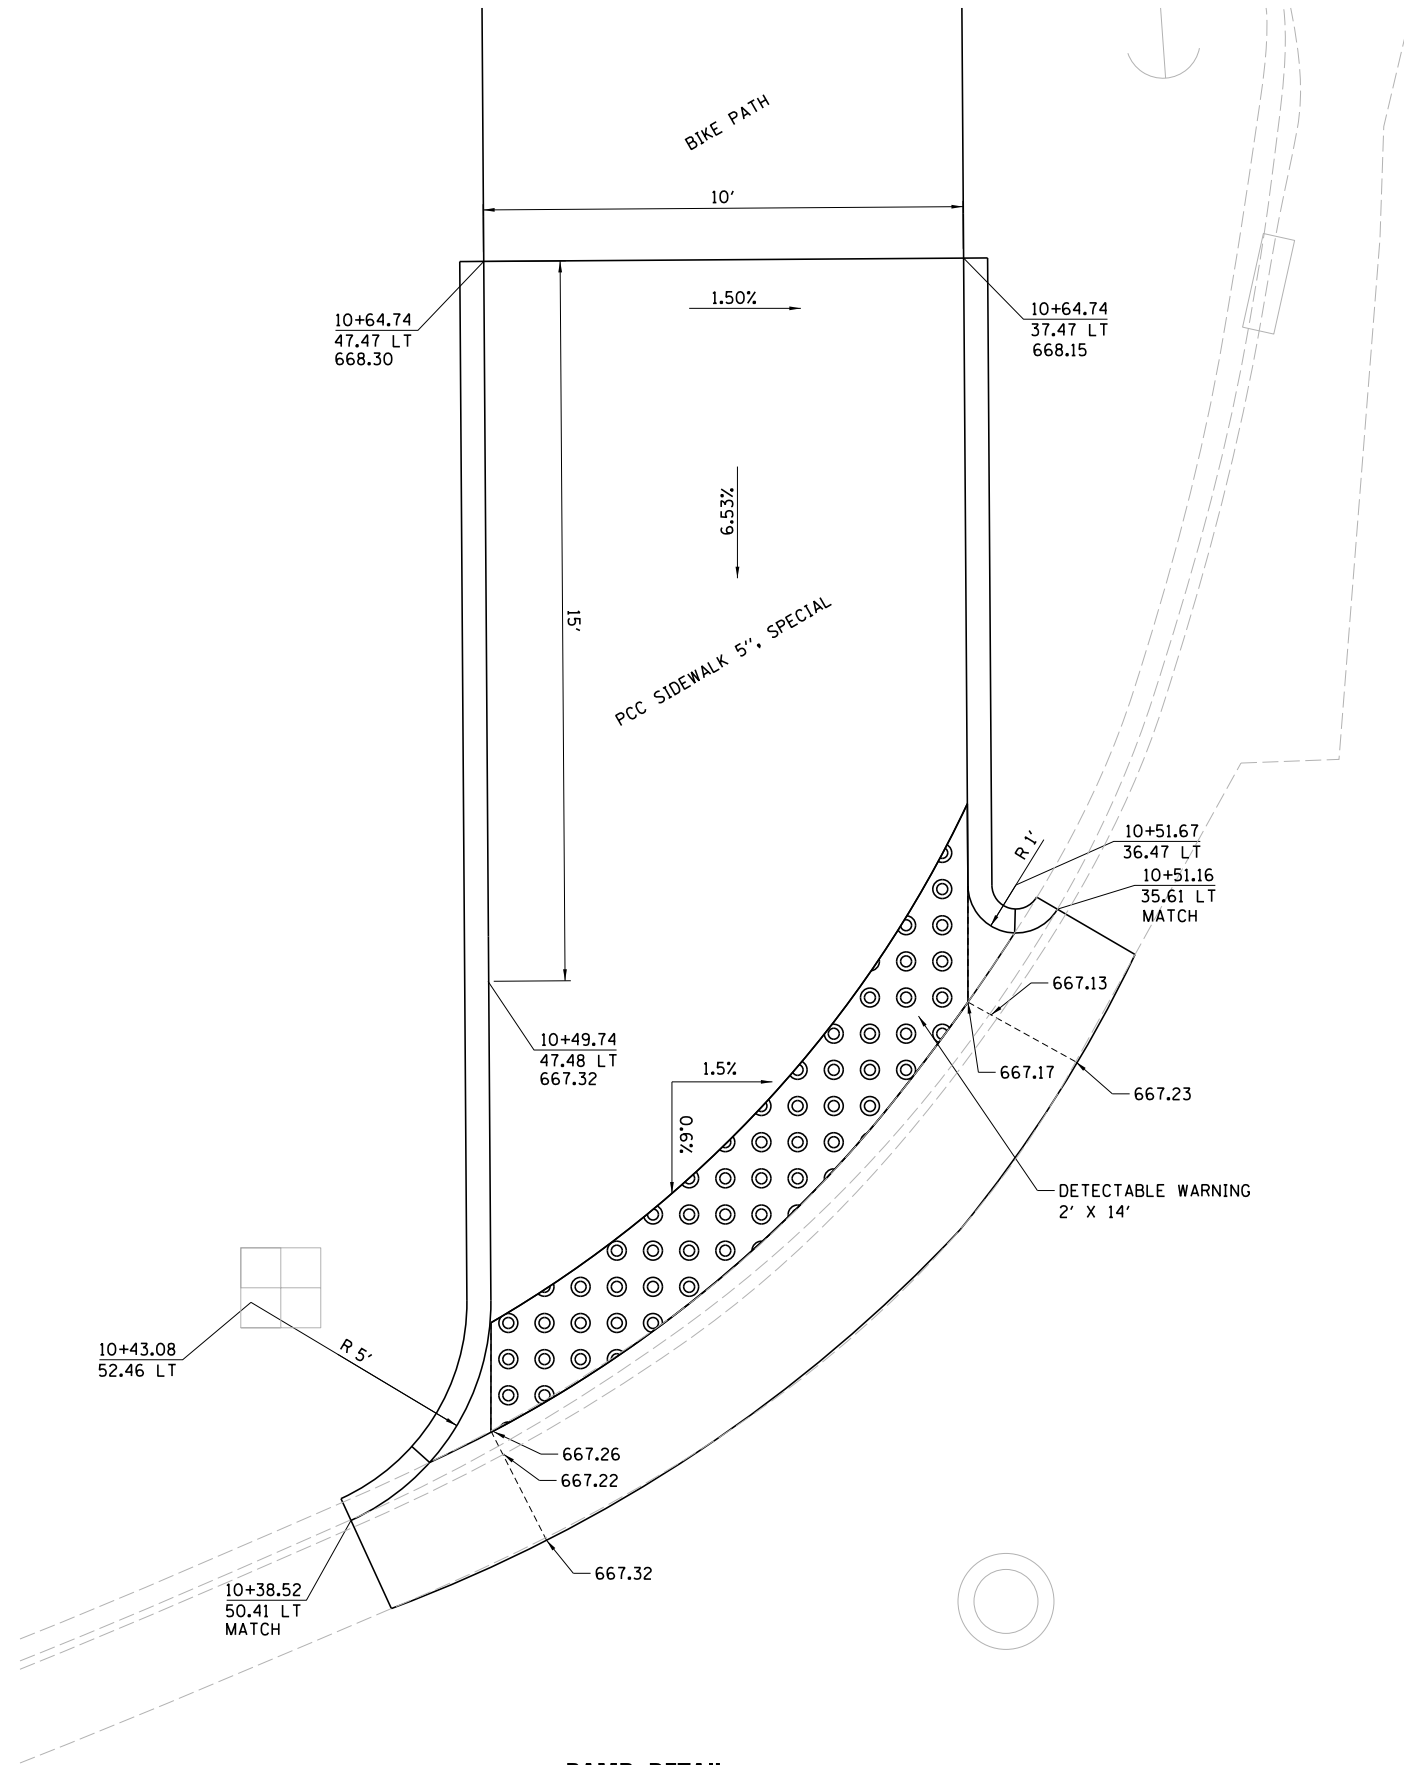 BIKE PATH
10'
1.50%
10+64.74
47.47 LT
668.30
10+64.74
37.47 LT
668.15
6.53%
15'
PCC SIDEWALK 5", SPECIAL
R 1'
10+51.67
36.47 LT
10+51.16
35.61 LT
MATCH
667.13
10+49.74
47.48 LT
667.32
1.5%
0.6%
667.17
667.23
DETECTABLE WARNING
2' X 14'
10+43.08
52.46 LT
R 5'
667.26
667.22
667.32
10+38.52
50.41 LT
MATCH
RAMP DETAIL